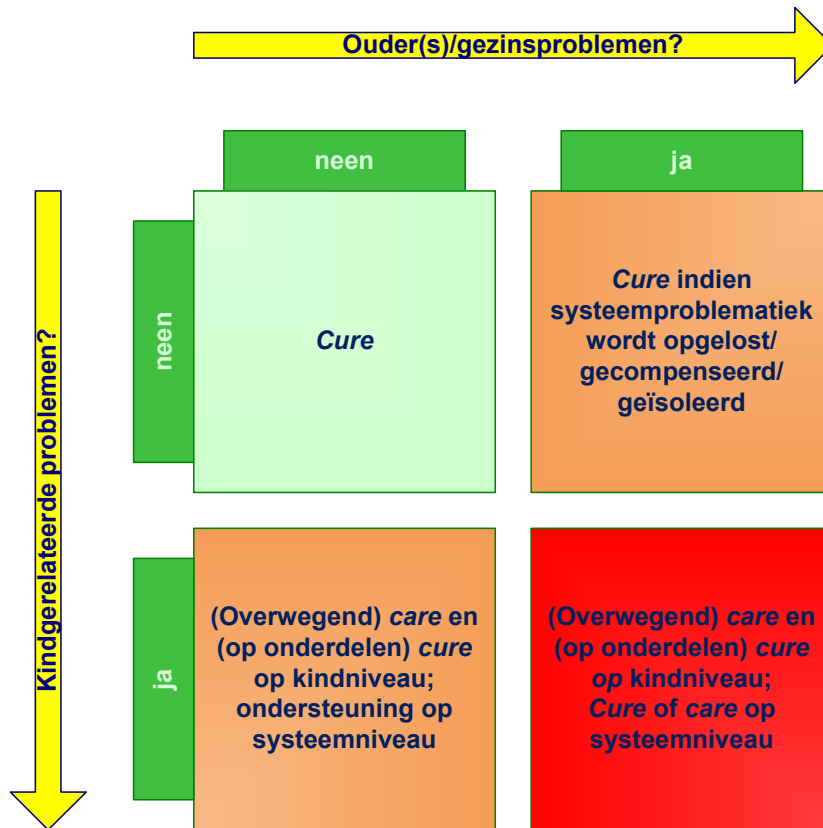 Ouder(s)/gezinsproblemen?
neen
ja
Kindgerelateerde problemen?
neen
Cure
Cure indien
systeemproblematiek
wordt opgelost/
gecompenseerd/
geïsoleerd
ja
(Overwegend) care en
(op onderdelen) cure
op kindniveau;
ondersteuning op
systeemniveau
(Overwegend) care en
(op onderdelen) cure
op kindniveau;
Cure of care op
systeemniveau